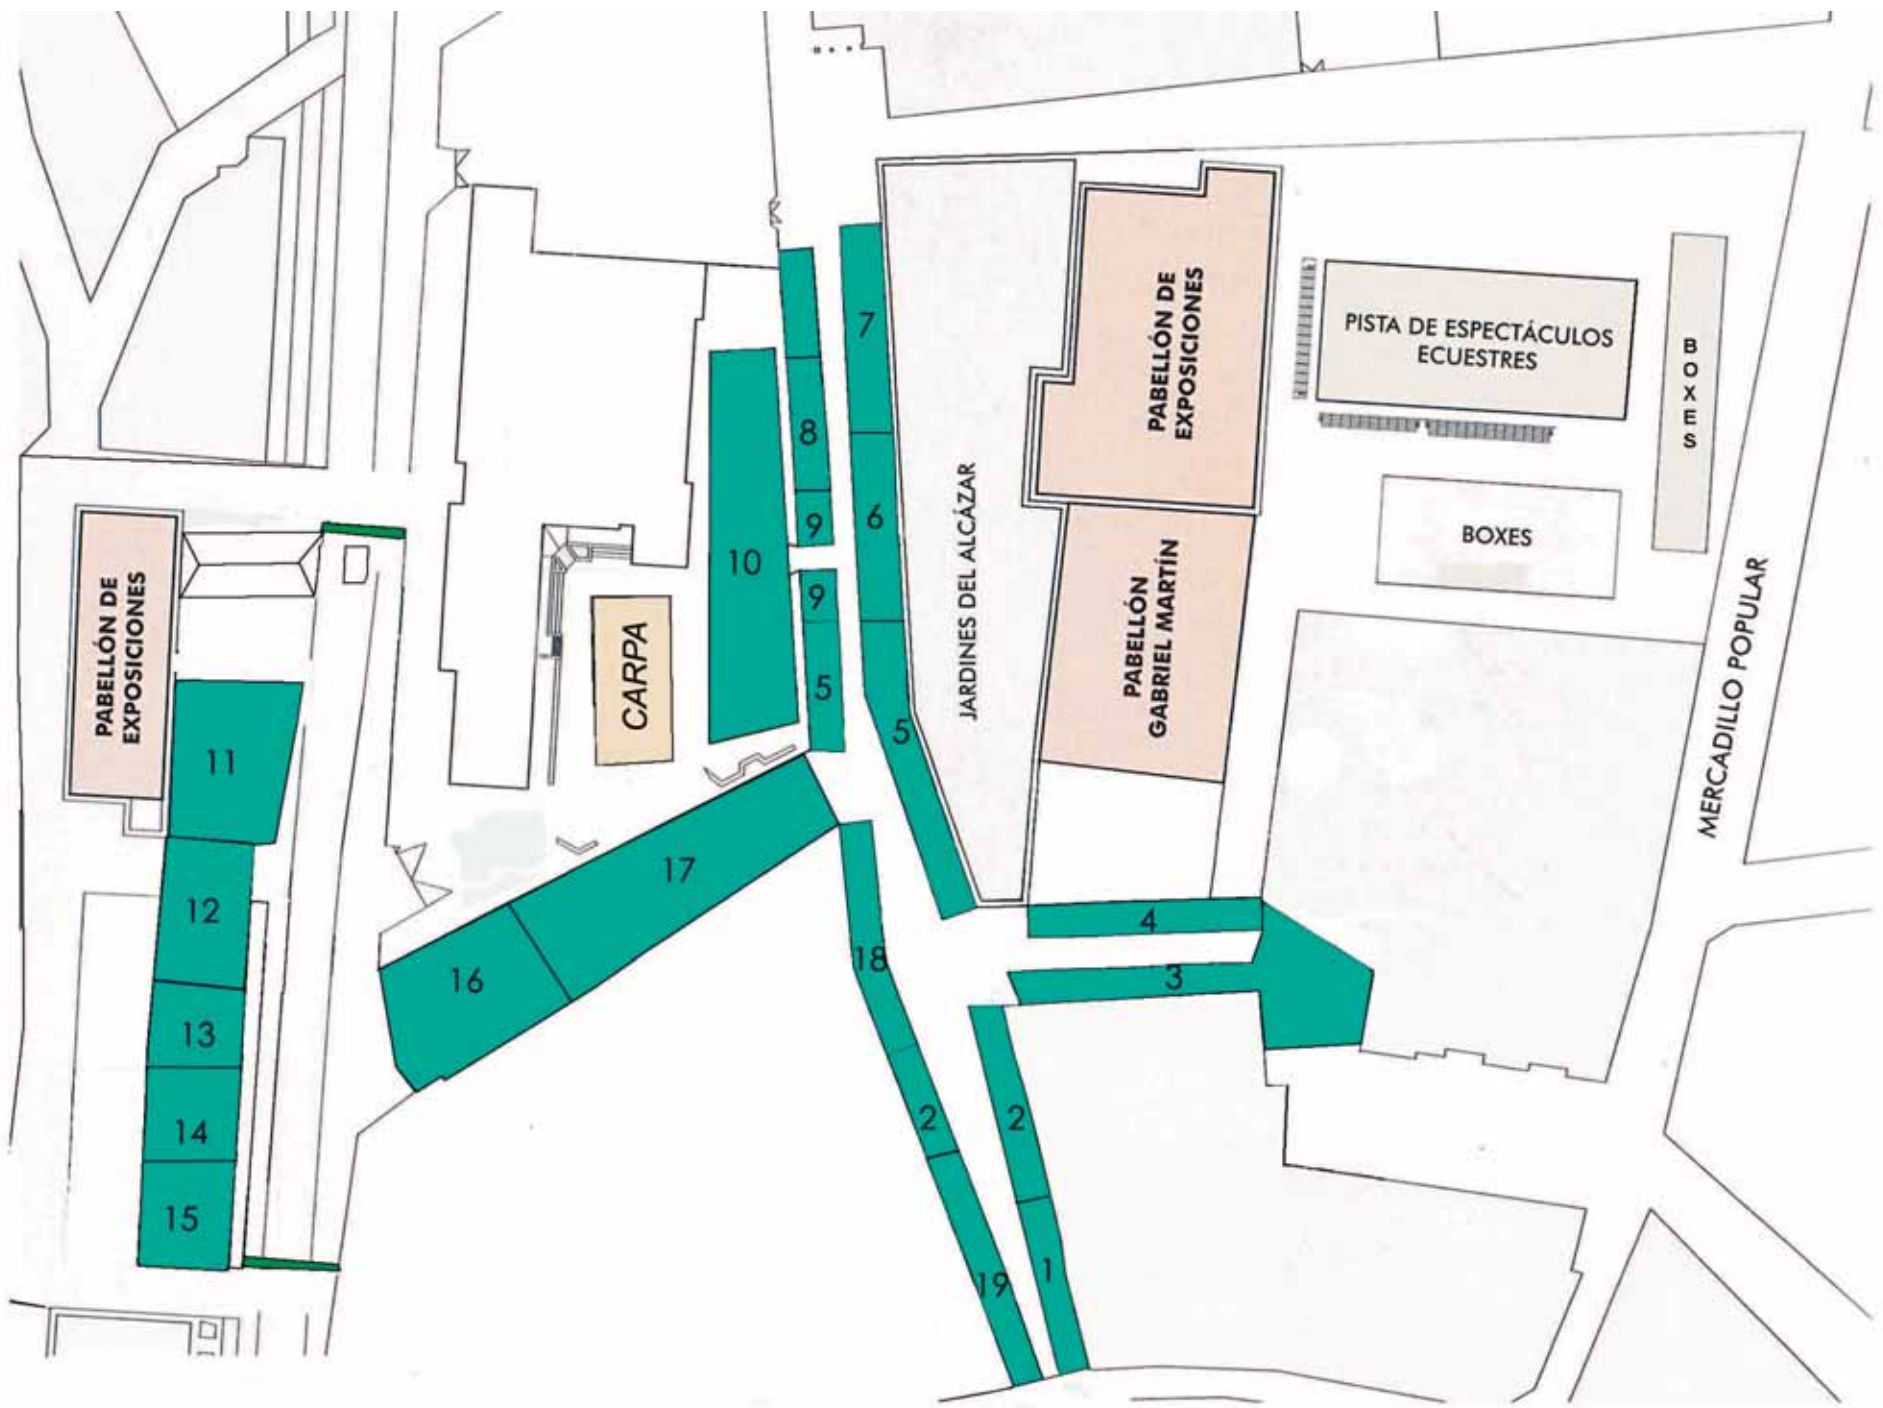 7
PABELLÓN DE
EXPOSICIONES
PISTA DE ESPECTÁCULOS
ECUESTRES
BOXES
8
6
9
10
JARDINES DEL ALCÁZAR
BOXES
9
PABELLÓN DE
EXPOSICIONES
CARPA
5
5
PABELLÓN
GABRIEL MARTÍN
MERCADILLO POPULAR
11
17
12
4
18
16
3
13
2
2
14
15
19
1